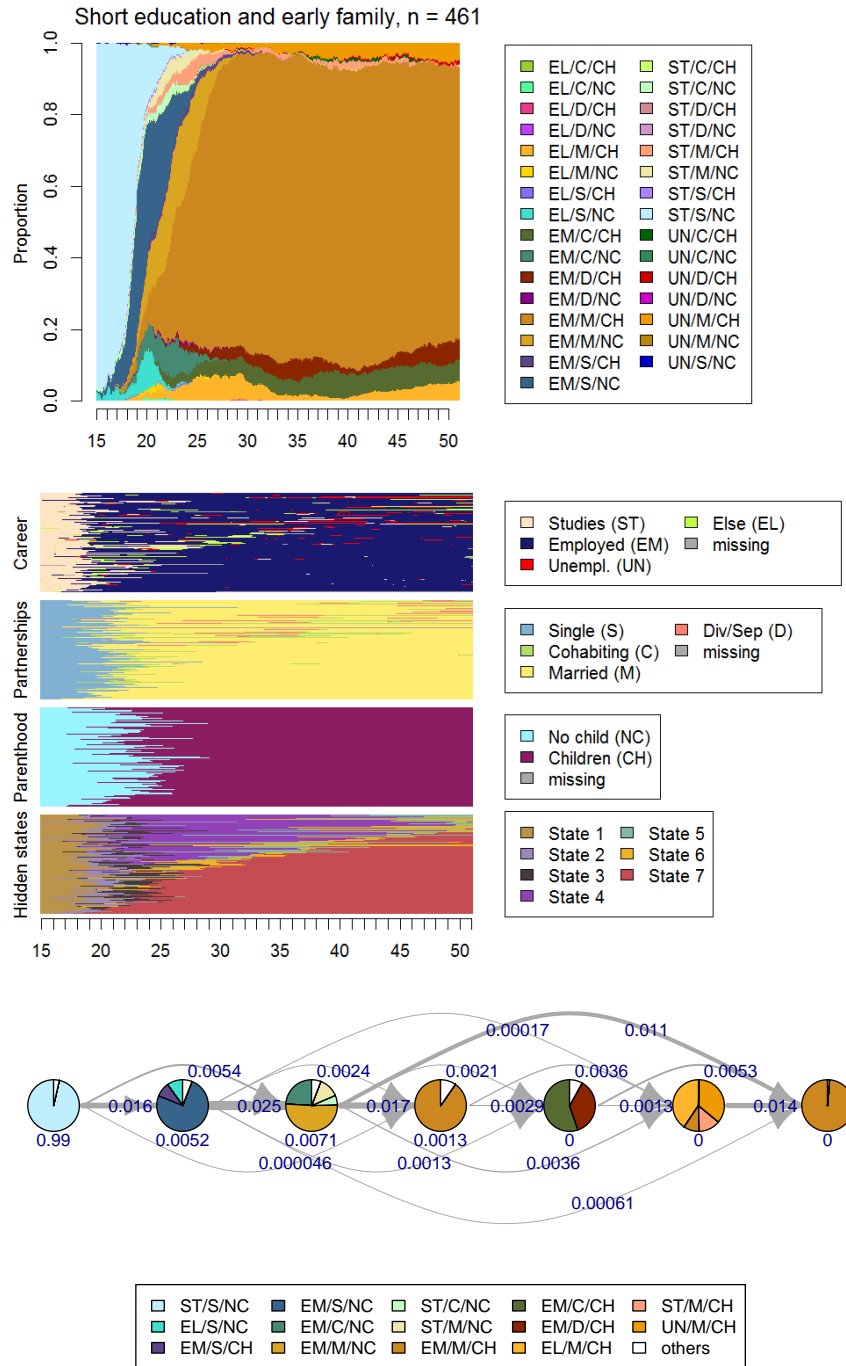 Short education and early family, n = 461
Proportion
1.0
0.8
0.6
0.4
0.2
0.0
15 20 25 30 35 40 45 50
EL/C/CH ST/C/CH
EL/C/NC ST/C/NC
EL/D/CH ST/D/CH
EL/D/NC ST/D/NC
EL/M/CH ST/M/CH
EL/M/NC ST/M/NC
EL/S/CH ST/S/CH
EL/S/NC ST/S/NC
EM/C/CH UN/C/CH
EM/C/NC UN/C/NC
EM/D/CH UN/D/CH
EM/D/NC UN/D/NC
EM/M/CH UN/M/CH
EM/M/NC UN/M/NC
EM/S/CH UN/S/NC
EM/S/NC
Career
Studies (ST) Else (EL)
Employed (EM) missing
Unempl. (UN)
Partnerships
Single (S) Div/Sep (D)
Cohabiting (C) missing
Married (M)
Parenthood
No child (NC)
Children (CH)
missing
Hidden states
State 1 State 5
State 2 State 6
State 3 State 7
State 4
15 20 25 30 35 40 45 50
0.00017 0.011
0.0054 0.0024 0.0021 0.0036 0.0053
0.016 0.025 0.017 0.0029 0.0013 0.014
0.99 0.0052 0.0071 0.0013 0 0 0
0.000046 0.0013 0.0036
0.00061
ST/S/NC EM/S/NC ST/C/NC EM/C/CH ST/M/CH
EL/S/NC EM/C/NC ST/M/NC EM/D/CH UN/M/CH
EM/S/CH EM/M/NC EM/M/CH EL/M/CH others